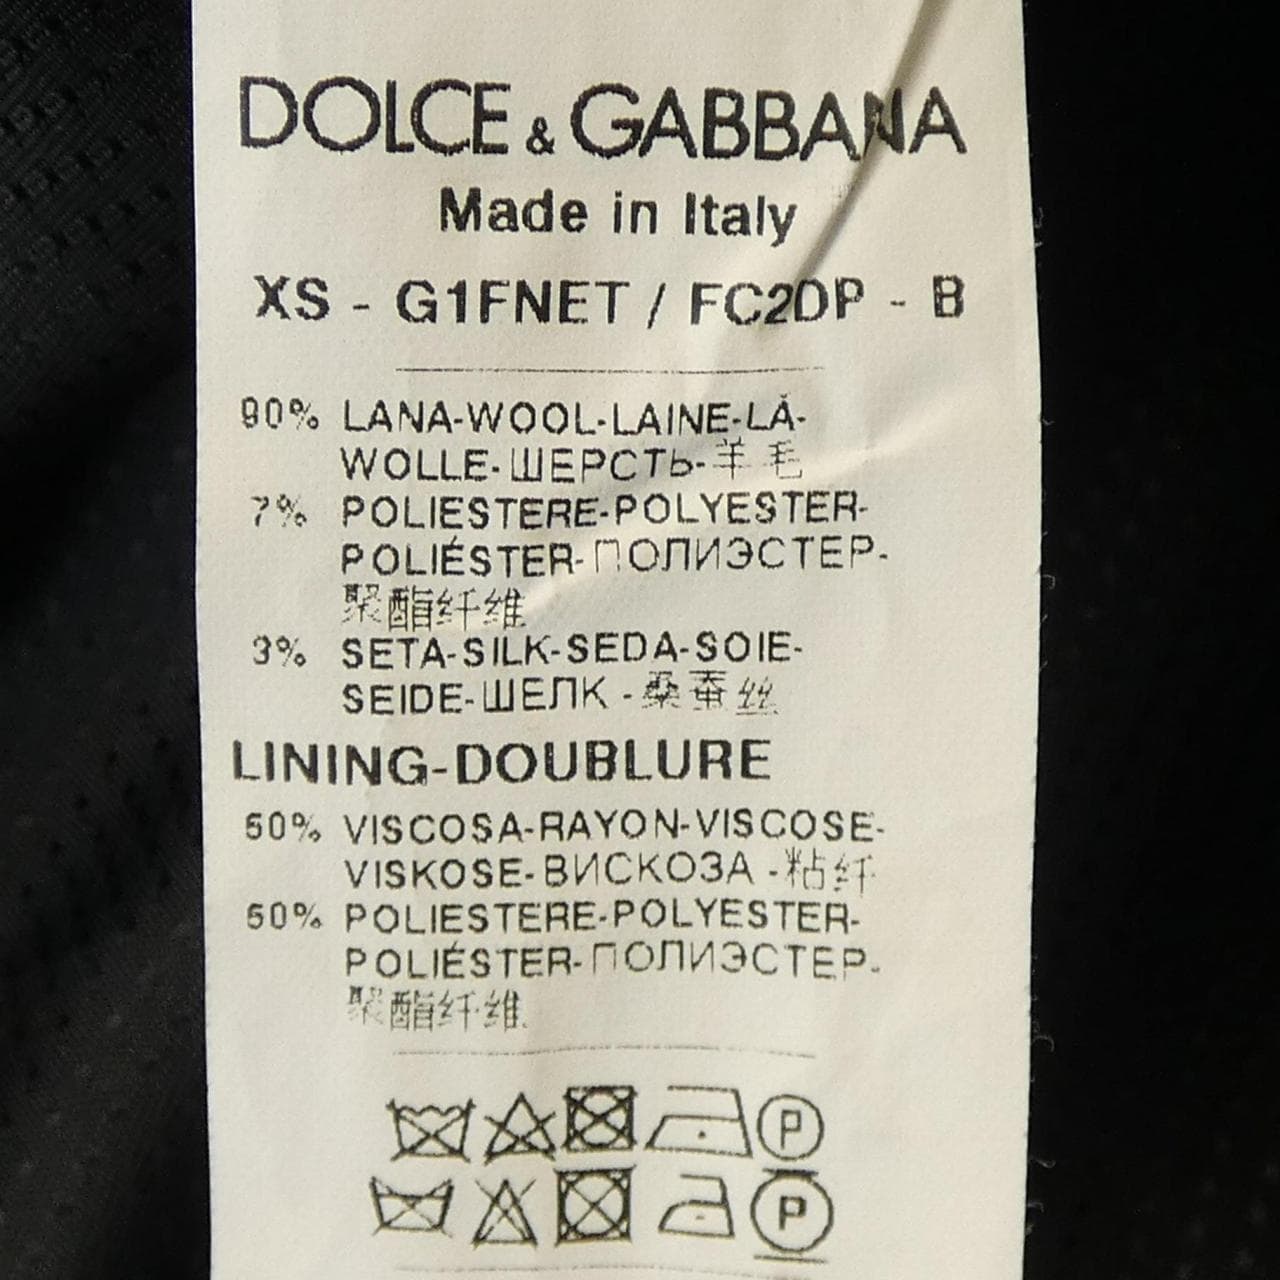 DOLCE & GABBANA
Made in Italy
XS - G1FNET / FC2DP - B
90% LANA-WOOL-LAINE-LÃ-
WOLLE-ШЕРСТЬ-羊毛
7% POLIESTERE-POLYESTER-
POLIÉSTER-ПОЛИЭСТЕР-
聚酯纤维
3% SETA-SILK-SEDA-SOIE-
SEIDE-ШЕЛК -桑蚕丝
LINING-DOUBLURE
50% VISCOSA-RAYON-VISCOSE-
VISKOSE-ВИСКОЗА -粘纤
50% POLIESTERE-POLYESTER-
POLIÉSTER-ПОЛИЭСТЕР-
聚酯纤维
P
P